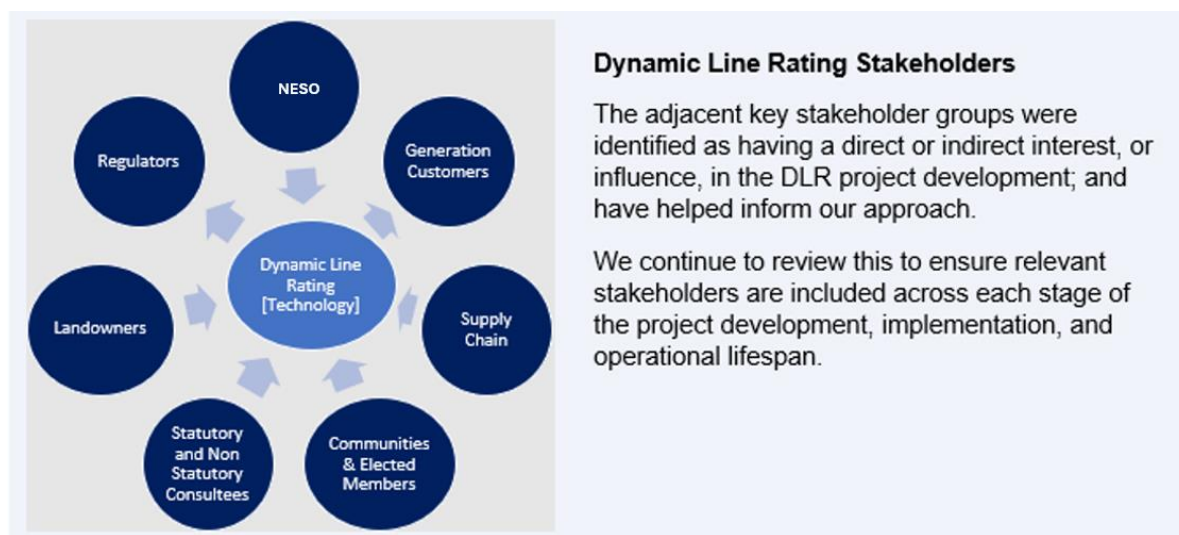 NESO
Regulators
Generation
Customers
Dynamic Line
Rating
[Technology]
Landowners
Supply
Chain
Statutory
and Non
Statutory
Consultees
Communities
& Elected
Members
Dynamic Line Rating Stakeholders
The adjacent key stakeholder groups were
identified as having a direct or indirect interest, or
influence, in the DLR project development; and
have helped inform our approach.
We continue to review this to ensure relevant
stakeholders are included across each stage of
the project development, implementation, and
operational lifespan.